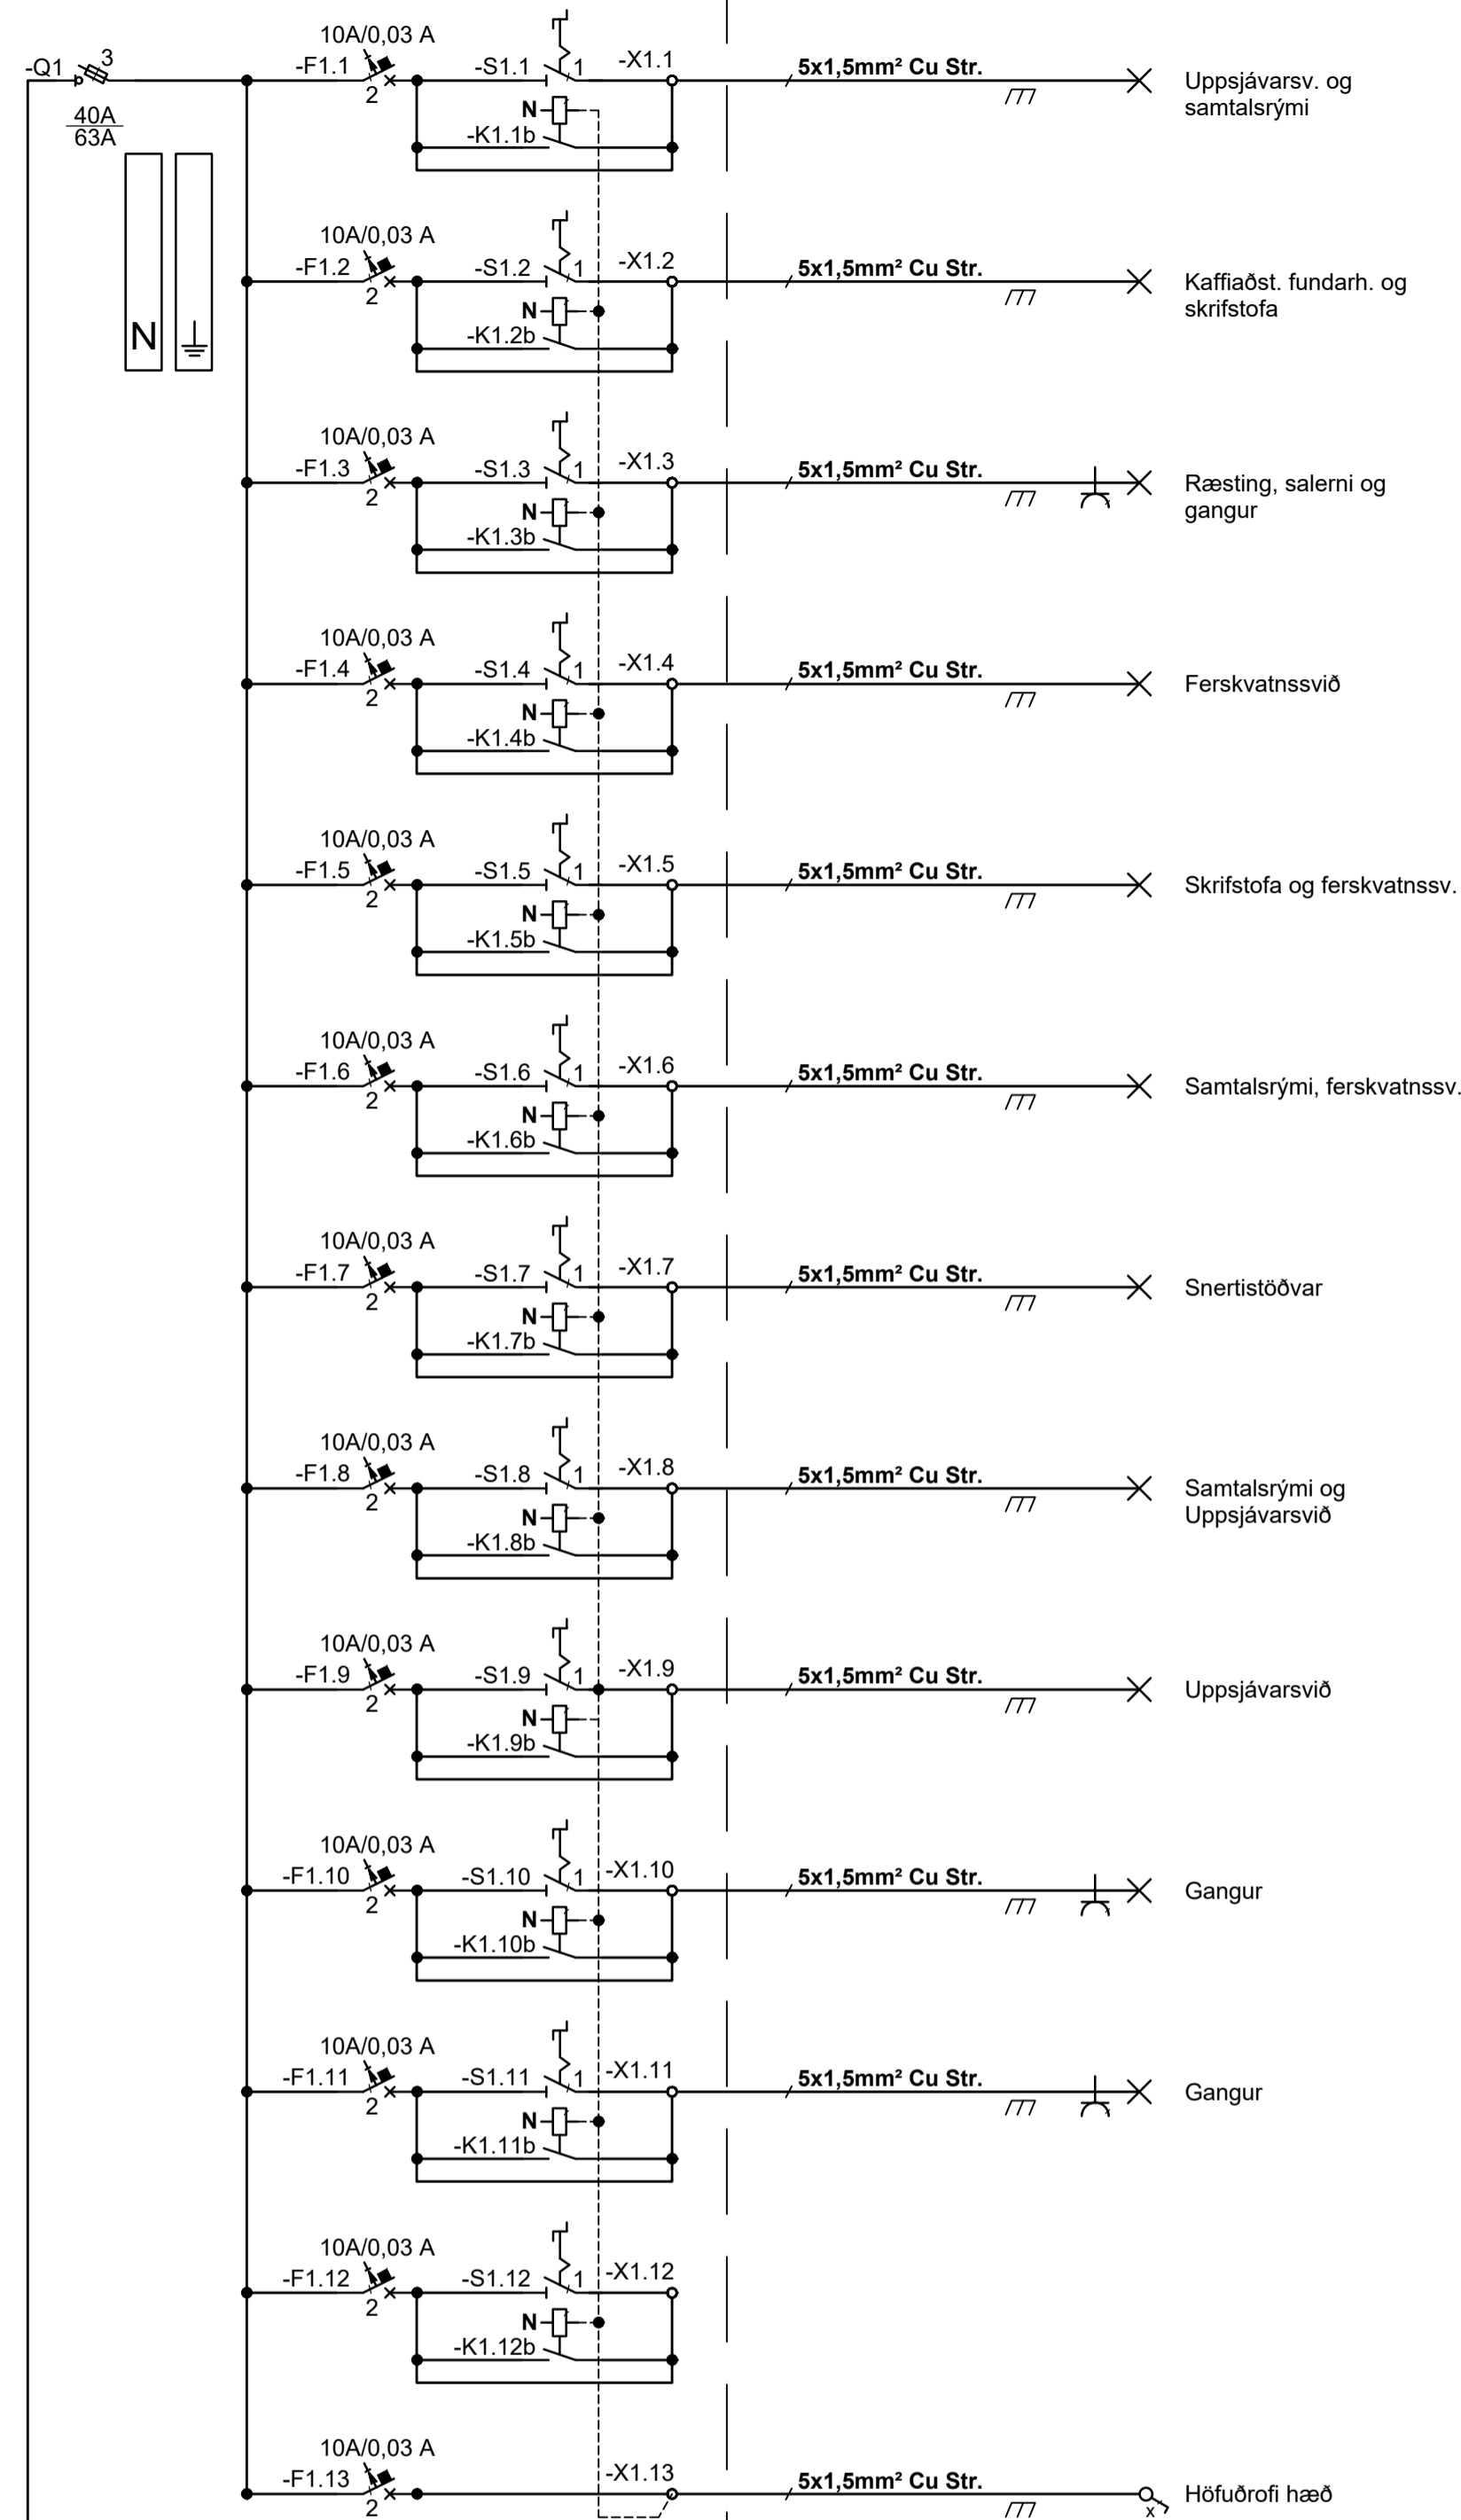 10A/0,03 A
-Q1 3 -F1.1 2 -S1.1 1 -X1.1 5x1,5mm² Cu Str. Uppsjávarsv. og
samtalsrými
40A
63A
N
-K1.1b
10A/0,03 A
-F1.2 2 -S1.2 1 -X1.2 5x1,5mm² Cu Str. Kaffiaðst. fundarh. og
skrifstofa
N
N
-K1.2b
10A/0,03 A
-F1.3 2 -S1.3 1 -X1.3 5x1,5mm² Cu Str. Ræsting, salerni og
gangur
N
-K1.3b
10A/0,03 A
-F1.4 2 -S1.4 1 -X1.4 5x1,5mm² Cu Str. Ferskvatnssvið
N
-K1.4b
10A/0,03 A
-F1.5 2 -S1.5 1 -X1.5 5x1,5mm² Cu Str. Skrifstofa og ferskvatnssv.
N
-K1.5b
10A/0,03 A
-F1.6 2 -S1.6 1 -X1.6 5x1,5mm² Cu Str. Samtalsrými, ferskvatnssv.
N
-K1.6b
10A/0,03 A
-F1.7 2 -S1.7 1 -X1.7 5x1,5mm² Cu Str. Snertistöðvar
N
-K1.7b
10A/0,03 A
-F1.8 2 -S1.8 1 -X1.8 5x1,5mm² Cu Str. Samtalsrými og
Uppsjávarsvið
N
-K1.8b
10A/0,03 A
-F1.9 2 -S1.9 1 -X1.9 5x1,5mm² Cu Str. Uppsjávarsvið
N
-K1.9b
10A/0,03 A
-F1.10 2 -S1.10 1 -X1.10 5x1,5mm² Cu Str. Gangur
N
-K1.10b
10A/0,03 A
-F1.11 2 -S1.11 1 -X1.11 5x1,5mm² Cu Str. Gangur
N
-K1.11b
10A/0,03 A
-F1.12 2 -S1.12 1 -X1.12
N
-K1.12b
10A/0,03 A
-F1.13 2 -X1.13 5x1,5mm² Cu Str. x Höfuðrofi hæð